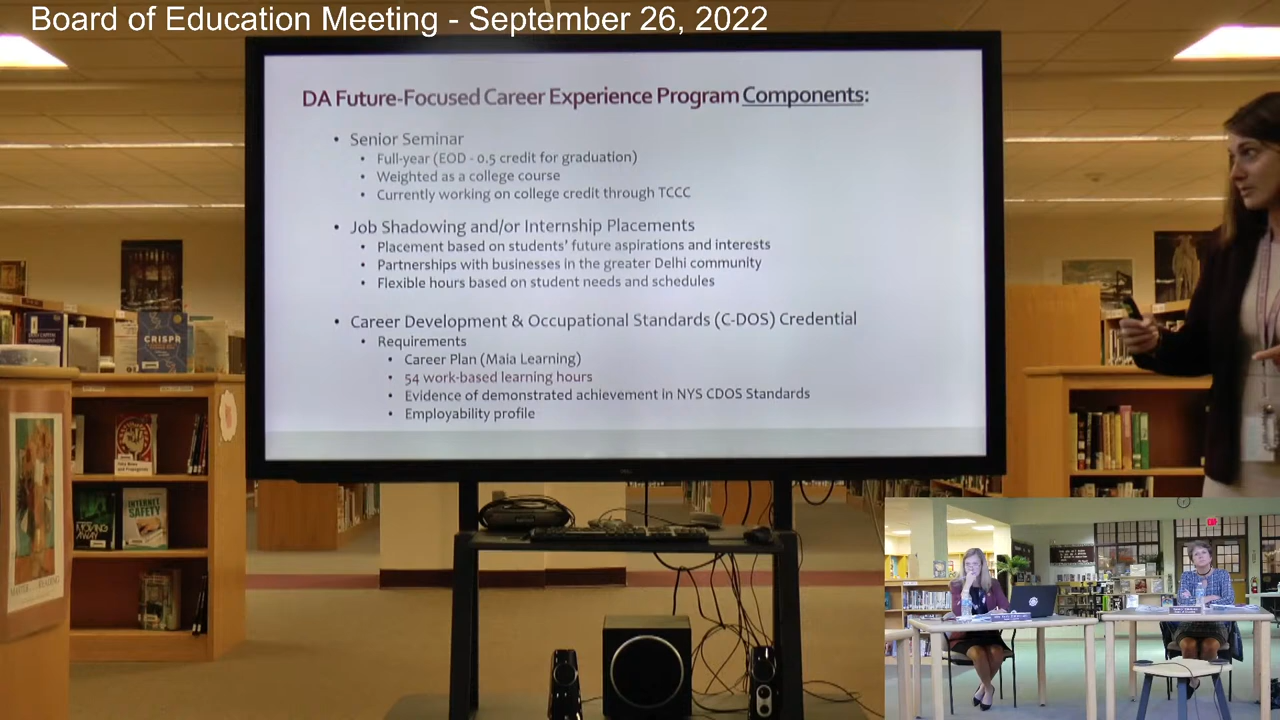 Board of Education Meeting - September 26, 2022
DA Future-Focused Career Experience Program Components:
• Senior Seminar
• Full-year (EOD - 0.5 credit for graduation)
• Weighted as a college course
• Currently working on college credit through TCCC
• Job Shadowing and/or Internship Placements
• Placement based on students' future aspirations and interests
• Partnerships with businesses in the greater Delhi community
• Flexible hours based on student needs and schedules
• Career Development & Occupational Standards (C-DOS) Credential
• Requirements
• Career Plan (Maia Learning)
• 54 work-based learning hours
• Evidence of demonstrated achievement in NYS CDOS Standards
• Employability profile
CRISPR
INTERNET
SAFETY
MOVING
AWAY